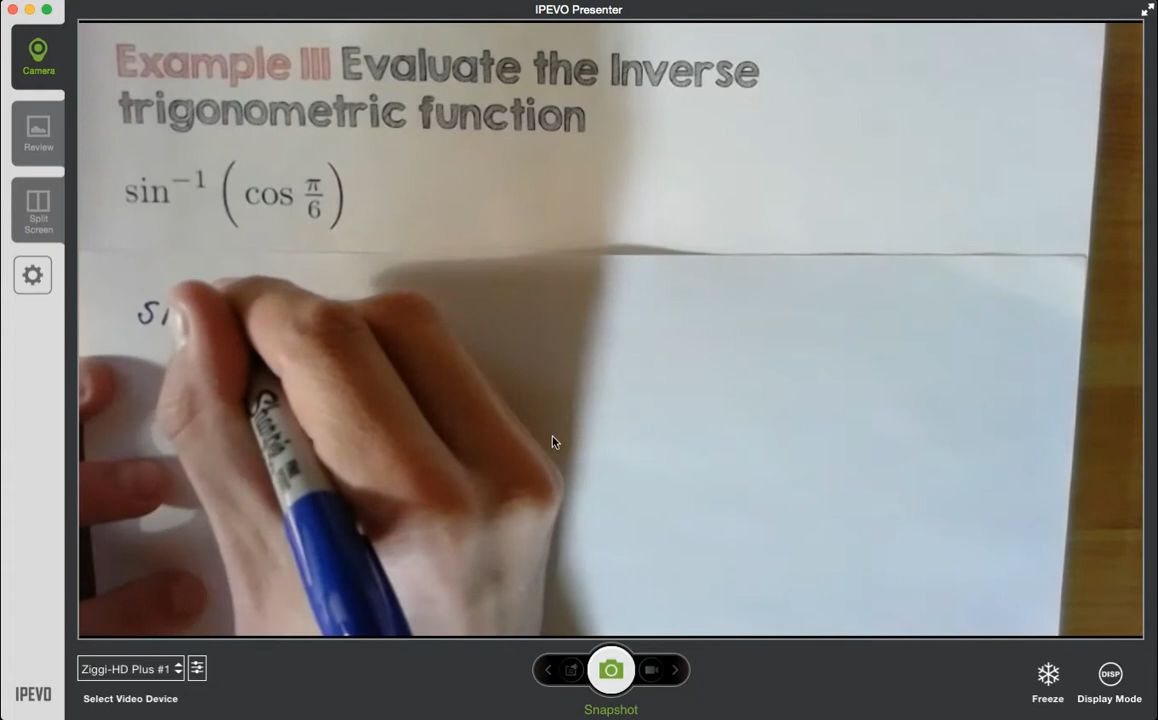 IPEVO Presenter
Camera
Review
Split
Screen
Example III Evaluate the Inverse
trigonometric function
sin⁻¹ (cos π/6)
Sharpie
Ziggi-HD Plus #1
Select Video Device
IPEVO
Snapshot
Freeze
DISP
Display Mode